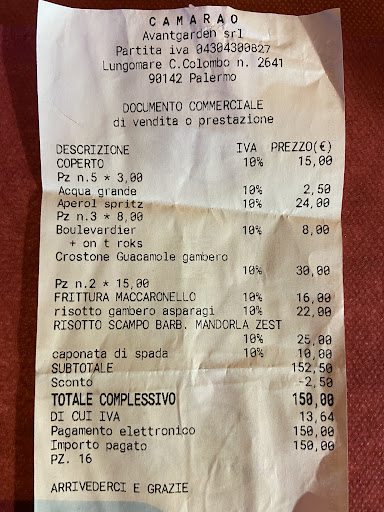 CAMARAO
Avantgarden srl
Partita iva 04304300827
Lungomare C.Colombo n. 2641
90142 Palermo
DOCUMENTO COMMERCIALE
di vendita o prestazione
DESCRIZIONE IVA PREZZO(€)
COPERTO 10% 15,00
Pz n.5 * 3,00
Acqua grande 10% 2,50
Aperol spritz 10% 24,00
Pz n.3 * 8,00
Boulevardier 10% 8,00
+ on t roks
Crostone Guacamole gambero
10% 30,00
Pz n.2 * 15,00
FRITTURA MACCARONELLO 10% 16,00
risotto gambero asparagi 10% 22,00
RISOTTO SCAMPO BARB. MANDORLA ZEST
10% 25,00
caponata di spada 10% 10,00
SUBTOTALE 152,50
Sconto -2,50
TOTALE COMPLESSIVO 150,00
DI CUI IVA 13,64
Pagamento elettronico 150,00
Importo pagato 150,00
PZ. 16
ARRIVEDERCI E GRAZIE